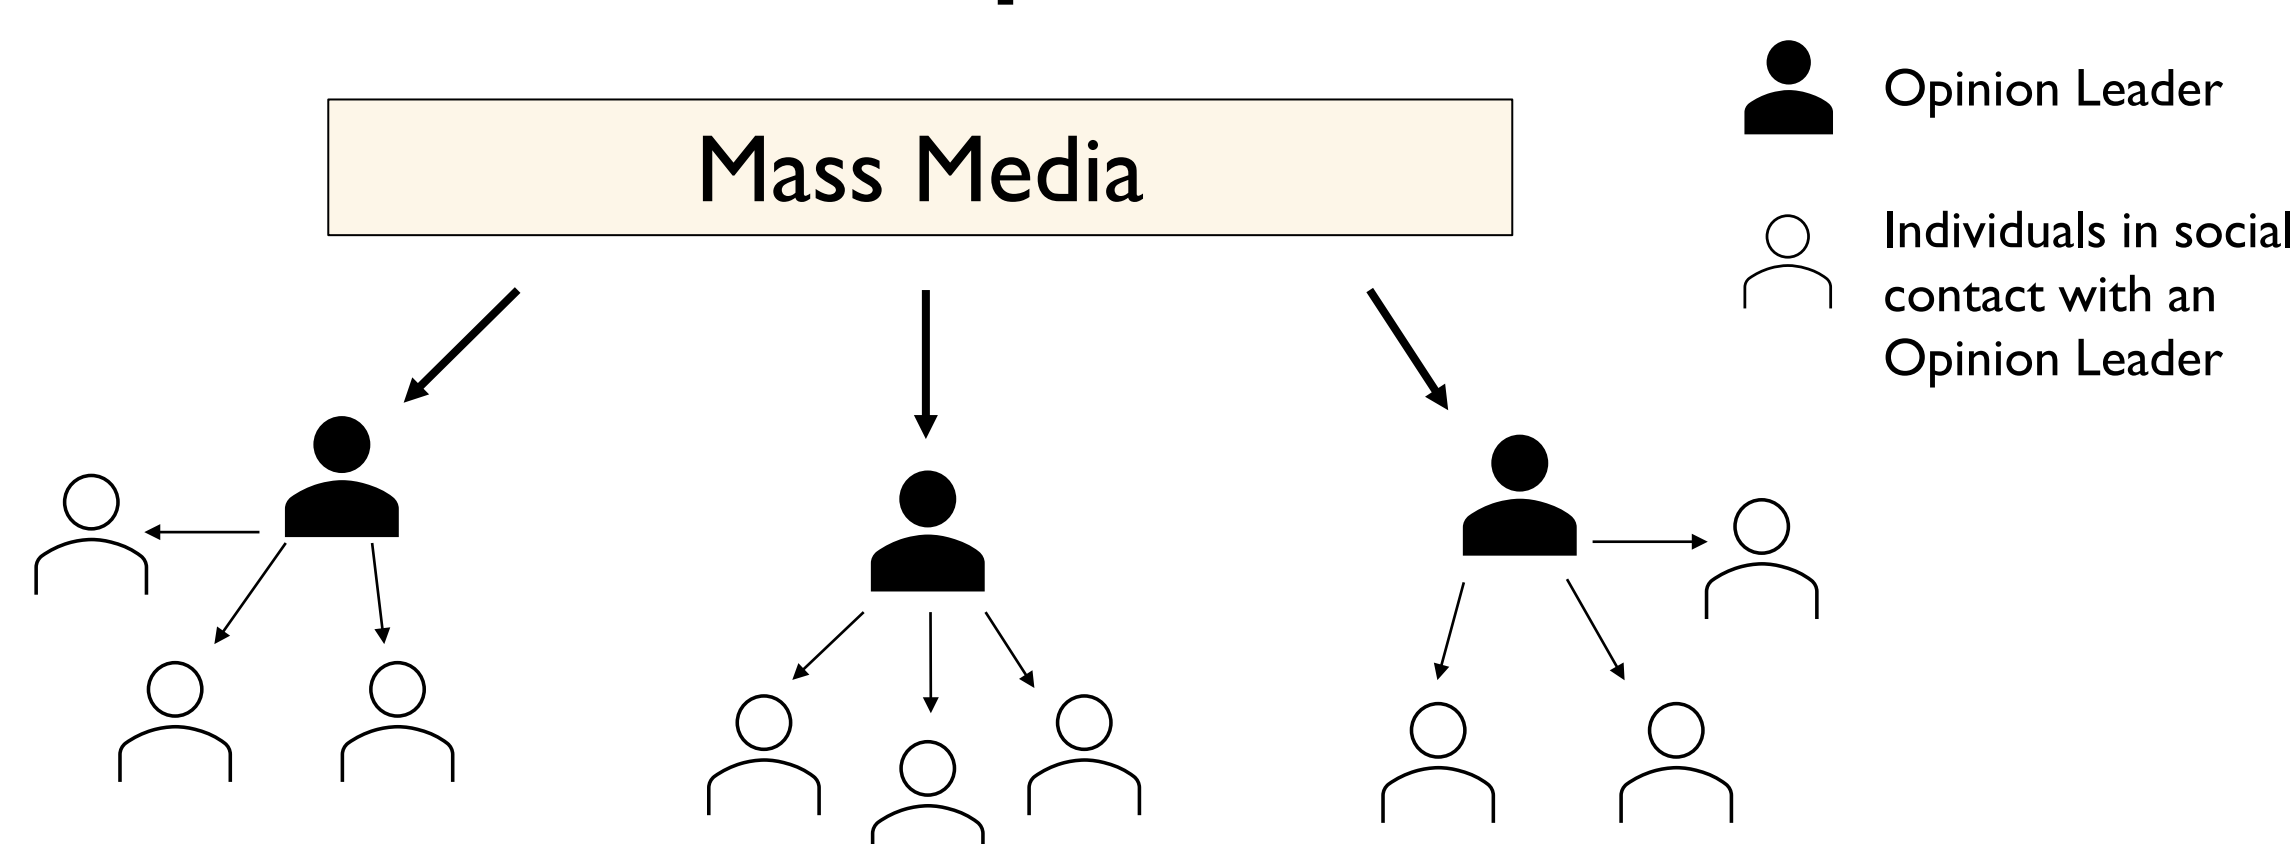 Mass Media
Opinion Leader
Individuals in social
contact with an
Opinion Leader